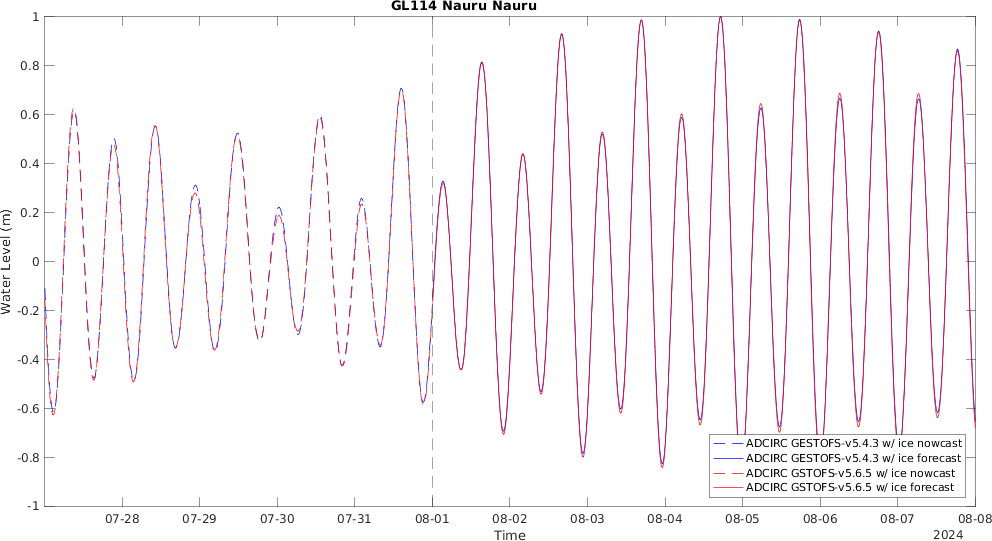 GL114 Nauru Nauru
1
0.8
0.6
0.4
0.2
0
-0.2
-0.4
-0.6
-0.8
-1
Water Level (m)
ADCIRC GESTOFS-v5.4.3 w/ ice nowcast
ADCIRC GESTOFS-v5.4.3 w/ ice forecast
ADCIRC GSTOFS-v5.6.5 w/ ice nowcast
ADCIRC GSTOFS-v5.6.5 w/ ice forecast
07-28 07-29 07-30 07-31 08-01 08-02 08-03 08-04 08-05 08-06 08-07 08-08
Time
2024